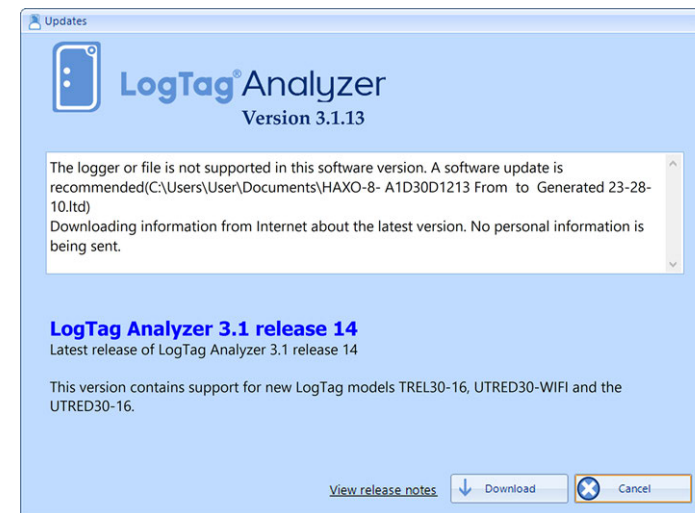 Updates
LogTag® Analyzer
Version 3.1.13
The logger or file is not supported in this software version. A software update is
recommended(C:\Users\User\Documents\HAXO-8- A1D30D1213 From  to  Generated 23-28-
10.ltd)
Downloading information from Internet about the latest version. No personal information is
being sent.
LogTag Analyzer 3.1 release 14
Latest release of LogTag Analyzer 3.1 release 14
This version contains support for new LogTag models TREL30-16, UTRED30-WIFI and the
UTRED30-16.
View release notes Download Cancel